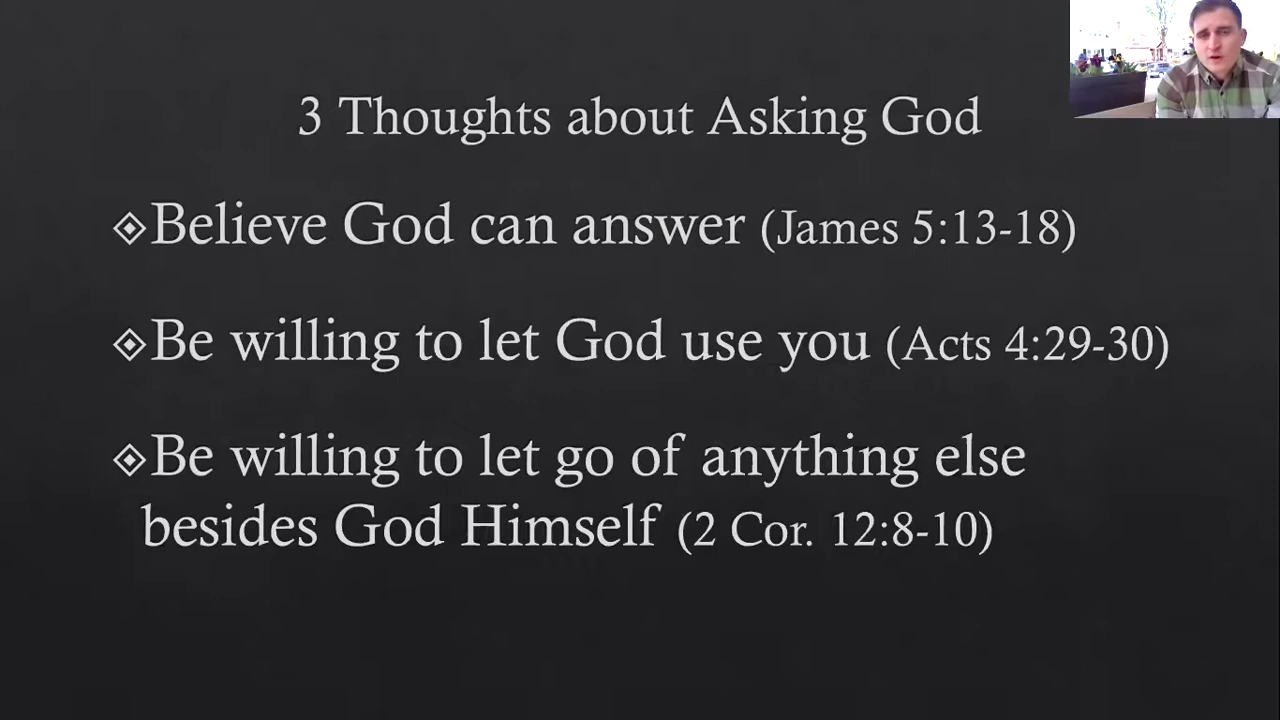 3 Thoughts about Asking God
Believe God can answer (James 5:13-18)
Be willing to let God use you (Acts 4:29-30)
Be willing to let go of anything else
besides God Himself (2 Cor. 12:8-10)